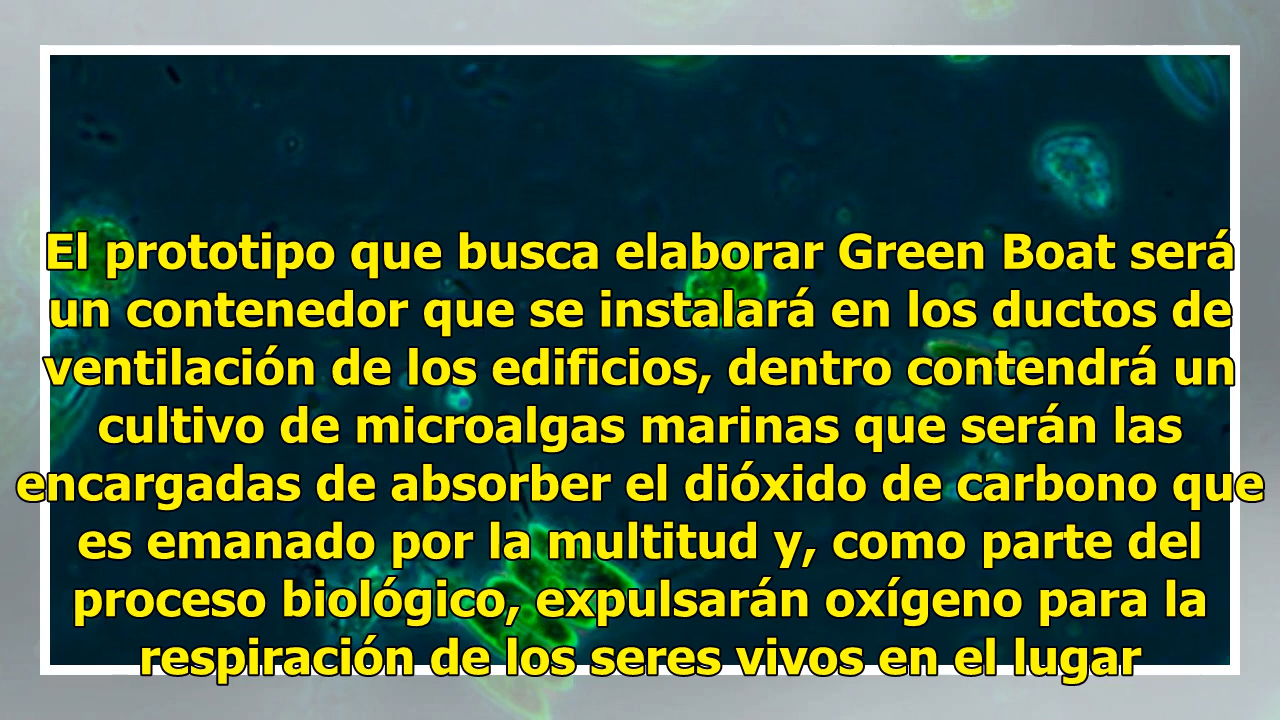 El prototipo que busca elaborar Green Boat será
un contenedor que se instalará en los ductos de
ventilación de los edificios, dentro contendrá un
cultivo de microalgas marinas que serán las
encargadas de absorber el dióxido de carbono que
es emanado por la multitud y, como parte del
proceso biológico, expulsarán oxígeno para la
respiración de los seres vivos en el lugar